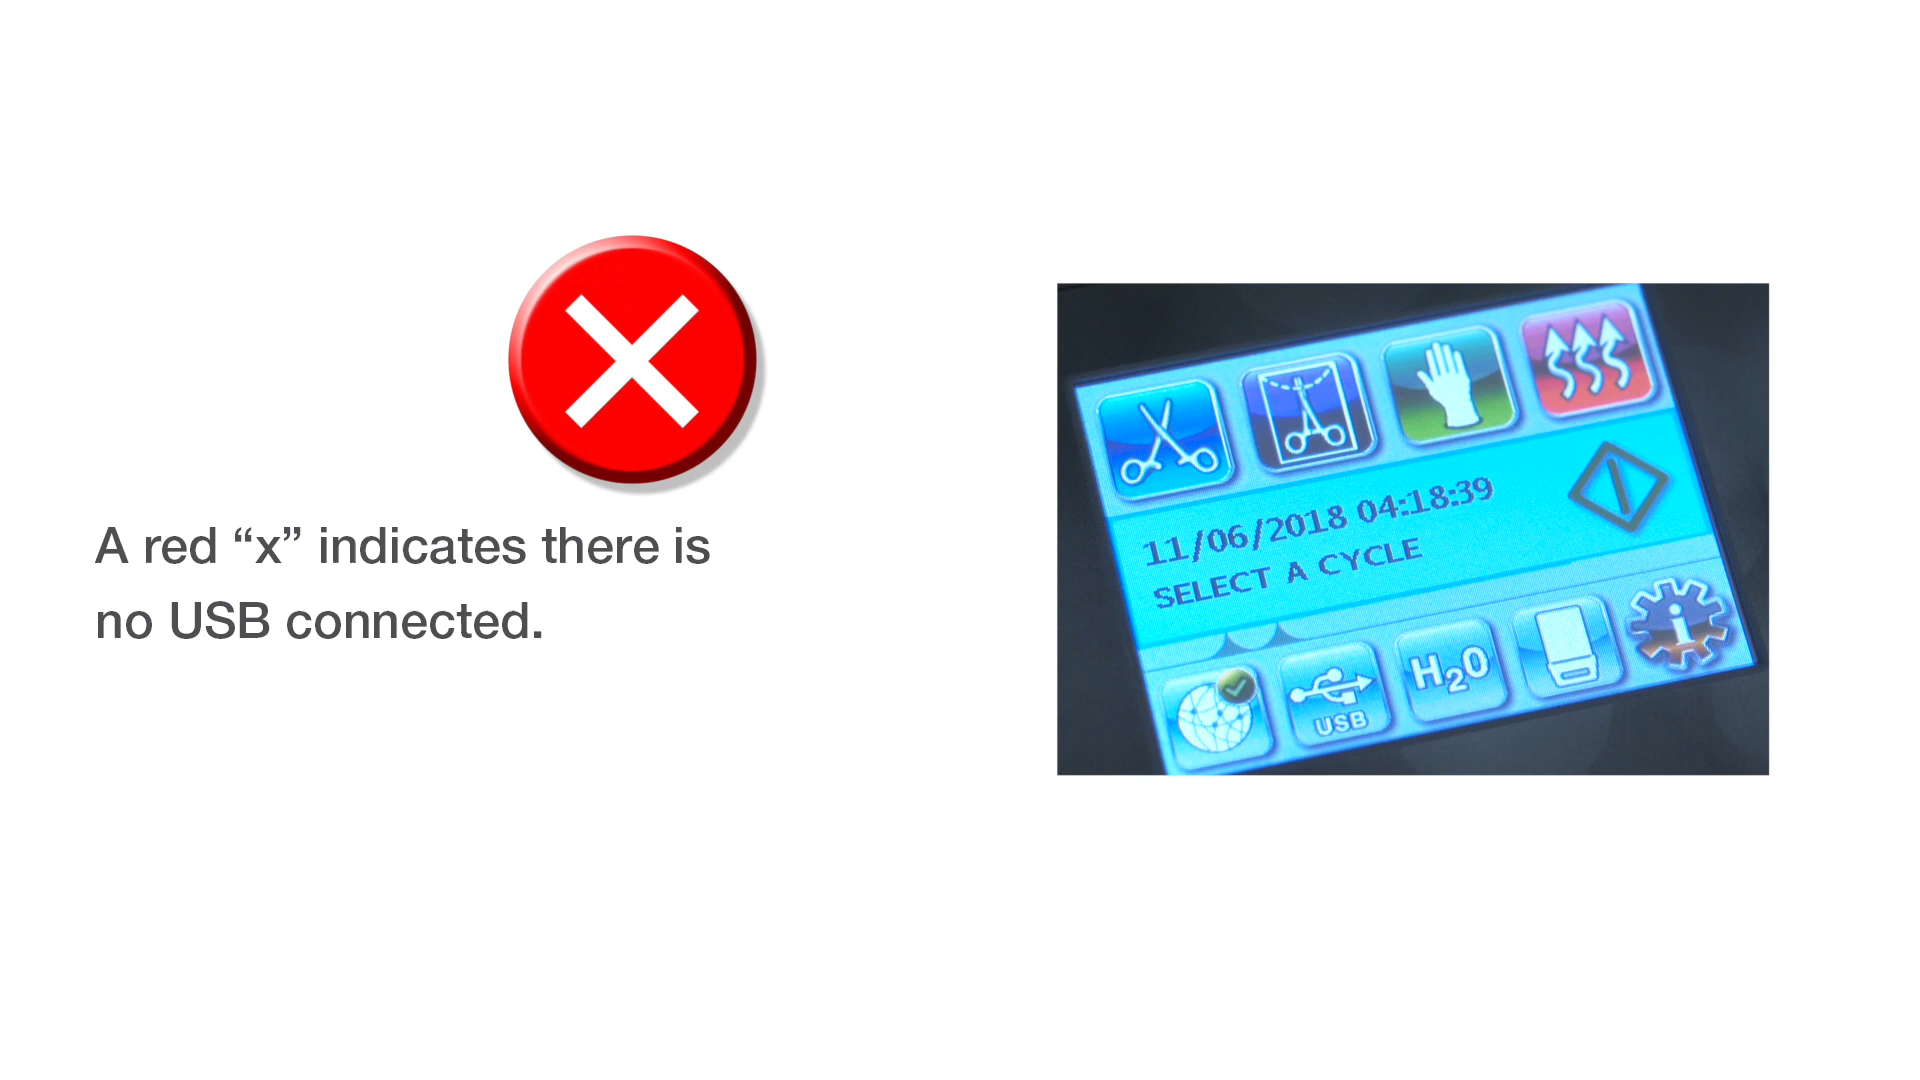 A red “x” indicates there is
no USB connected.
11/06/2018 04:18:39
SELECT A CYCLE
USB
H₂O